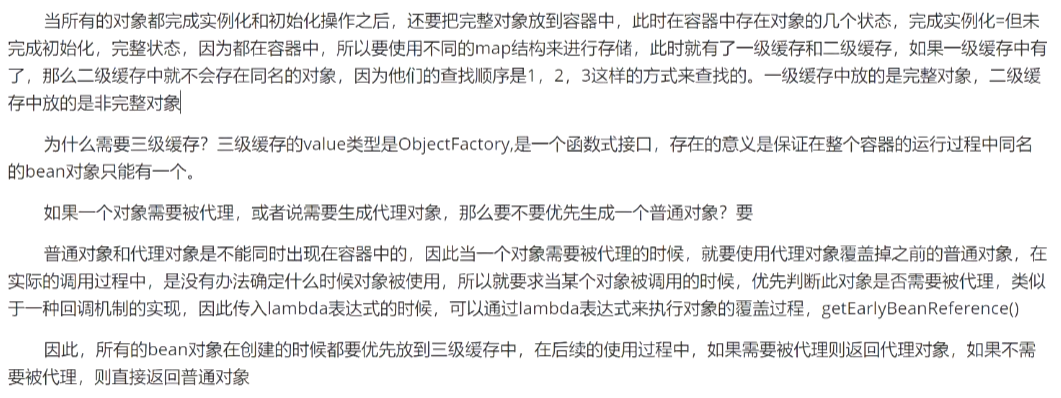 当所有的对象都完成实例化和初始化操作之后，还要把完整对象放到容器中，此时在容器中存在对象的几个状态，完成实例化=但未
完成初始化，完整状态，因为都在容器中，所以要使用不同的map结构来进行存储，此时就有了一级缓存和二级缓存，如果一级缓存中有
了，那么二级缓存中就不会存在同名的对象，因为他们的查找顺序是1，2，3这样的方式来查找的。一级缓存中放的是完整对象，二级缓
存中放的是非完整对象
为什么需要三级缓存？三级缓存的value类型是ObjectFactory,是一个函数式接口，存在的意义是保证在整个容器的运行过程中同名
的bean对象只能有一个。
如果一个对象需要被代理，或者说需要生成代理对象，那么要不要优先生成一个普通对象？要
普通对象和代理对象是不能同时出现在容器中的，因此当一个对象需要被代理的时候，就要使用代理对象覆盖掉之前的普通对象，在
实际的调用过程中，是没有办法确定什么时候对象被使用，所以就要求当某个对象被调用的时候，优先判断此对象是否需要被代理，类似
于一种回调机制的实现，因此传入lambda表达式的时候，可以通过lambda表达式来执行对象的覆盖过程，getEarlyBeanReference()
因此，所有的bean对象在创建的时候都要优先放到三级缓存中，在后续的使用过程中，如果需要被代理则返回代理对象，如果不需
要被代理，则直接返回普通对象